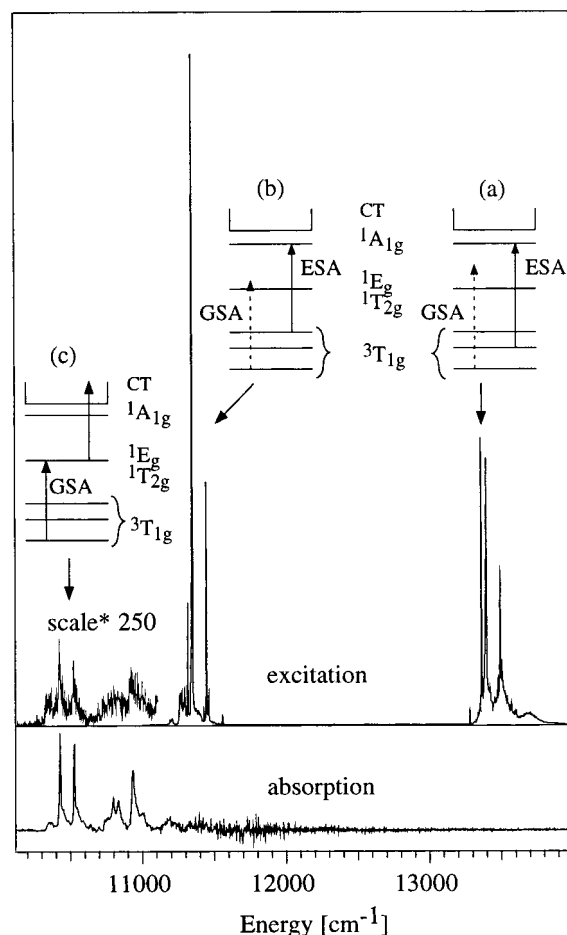 (b)
(a)
CT
¹A₁g
ESA
ESA
¹Eg
¹T₂g
GSA
GSA
³T₁g
(c)
CT
¹A₁g
¹Eg
¹T₂g
GSA
³T₁g
scale* 250
excitation
absorption
11000
12000
13000
Energy [cm⁻¹]